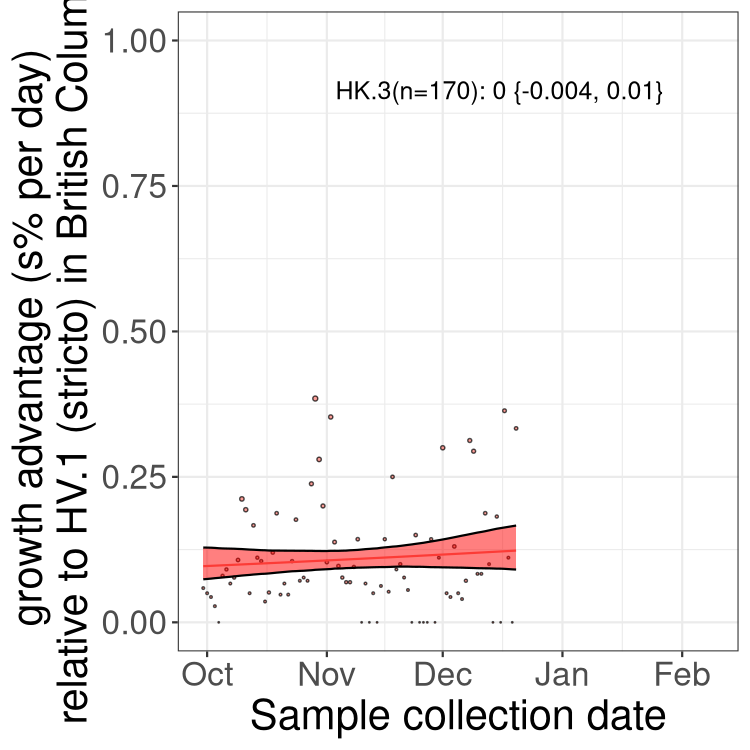 growth advantage (s% per day)
relative to HV.1 (stricto) in British Colum
1.00
0.75
0.50
0.25
0.00
HK.3(n=170): 0 {-0.004, 0.01}
Oct Nov Dec Jan Feb
Sample collection date